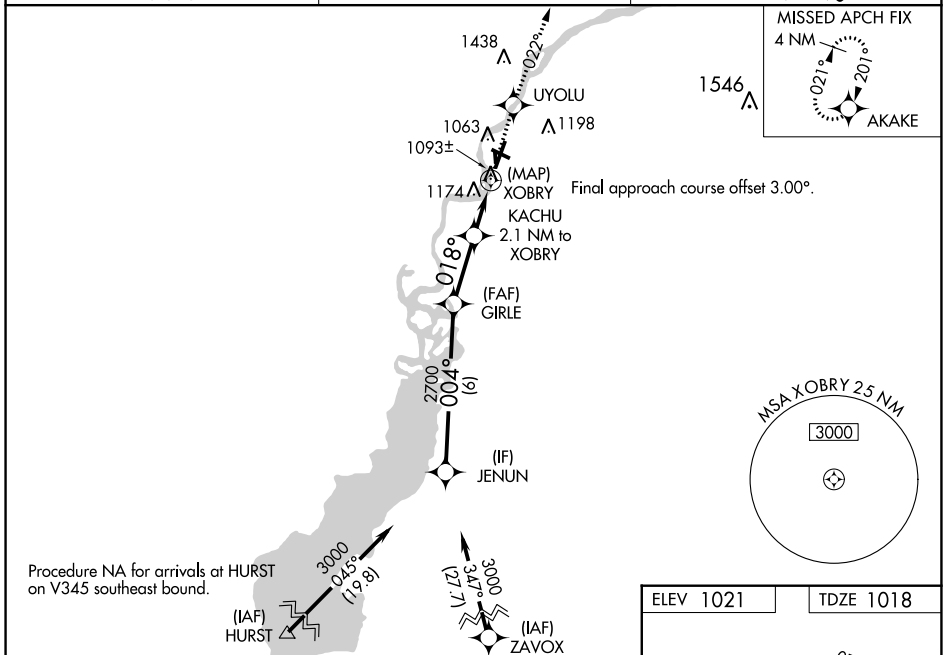 MISSED APCH FIX
4 NM
021°
201°
AKAKE
1438
022°
UYOLU
1546
1063
1198
1093±
(MAP)
XOBRY
1174
Final approach course offset 3.00°.
KACHU
2.1 NM to
XOBRY
018°
(FAF)
GIRLE
2700
004°
(6)
MSA XOBRY 25 NM
3000
(IF)
JENUN
3000
045°
(19.8)
3000
347°
(27.7)
Procedure NA for arrivals at HURST
on V345 southeast bound.
(IAF)
HURST
(IAF)
ZAVOX
ELEV 1021
TDZE 1018